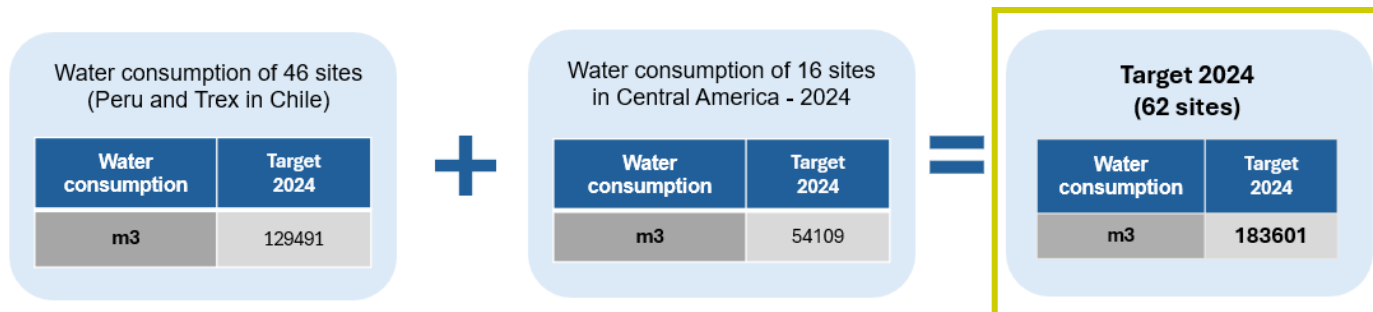 Water consumption of 46 sites
(Peru and Trex in Chile)
Water
consumption
Target
2024
m3
129491
+
Water consumption of 16 sites
in Central America - 2024
Water
consumption
Target
2024
m3
54109
=
Target 2024
(62 sites)
Water
consumption
Target
2024
m3
183601